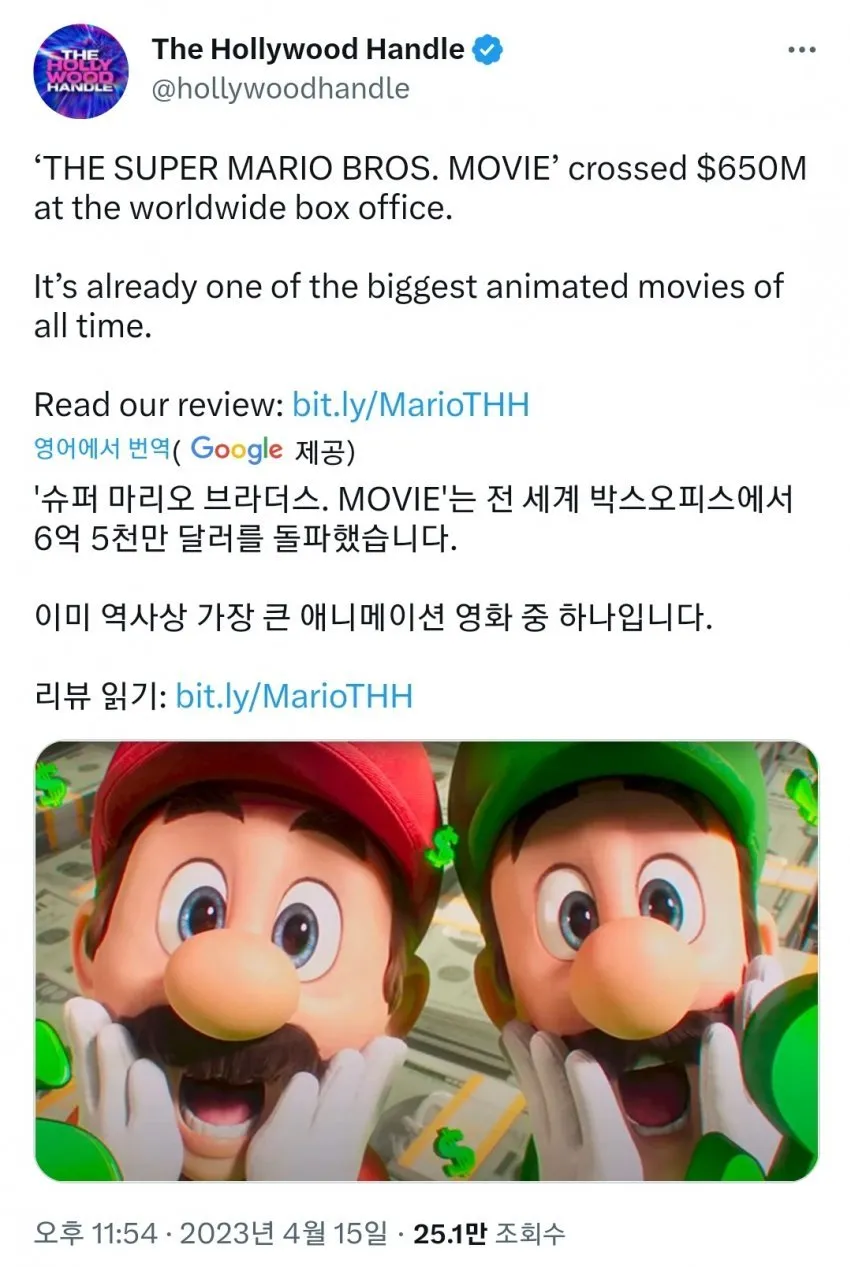 THE
HOLLY
WOOD
HANDLE
The Hollywood Handle
@hollywoodhandle
‘THE SUPER MARIO BROS. MOVIE’ crossed $650M
at the worldwide box office.
It’s already one of the biggest animated movies of
all time.
Read our review: bit.ly/MarioTHH
영어에서 번역( Google 제공)
'슈퍼 마리오 브라더스. MOVIE'는 전 세계 박스오피스에서
6억 5천만 달러를 돌파했습니다.
이미 역사상 가장 큰 애니메이션 영화 중 하나입니다.
리뷰 읽기: bit.ly/MarioTHH
오후 11:54 · 2023년 4월 15일 · 25.1만 조회수